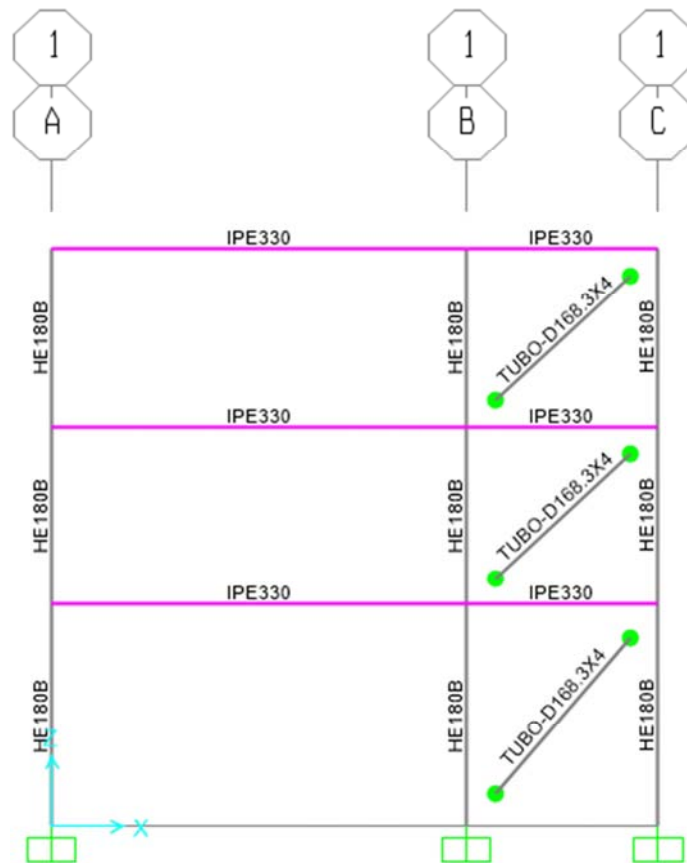 1 1 1
A B C
IPE330 IPE330
HE180B HE180B TUBO-D168.3X4 HE180B
IPE330 IPE330
HE180B HE180B TUBO-D168.3X4 HE180B
IPE330 IPE330
HE180B HE180B TUBO-D168.3X4 HE180B
Z
X